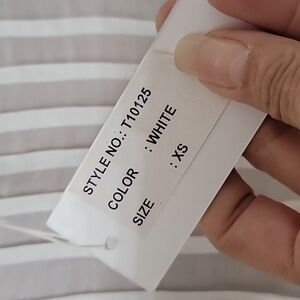 STYLE NO.: T10125
COLOR : WHITE
SIZE : XS